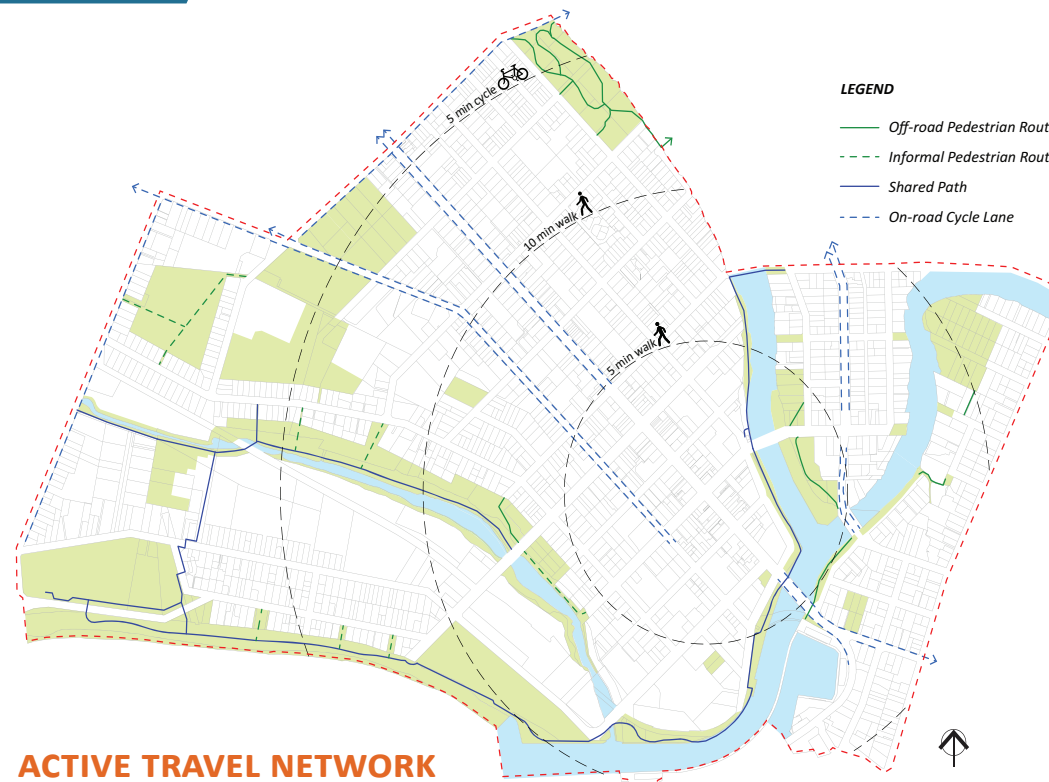 5 min cycle
10 min walk
5 min walk
LEGEND
Off-road Pedestrian Rout
Informal Pedestrian Rout
Shared Path
On-road Cycle Lane
ACTIVE TRAVEL NETWORK